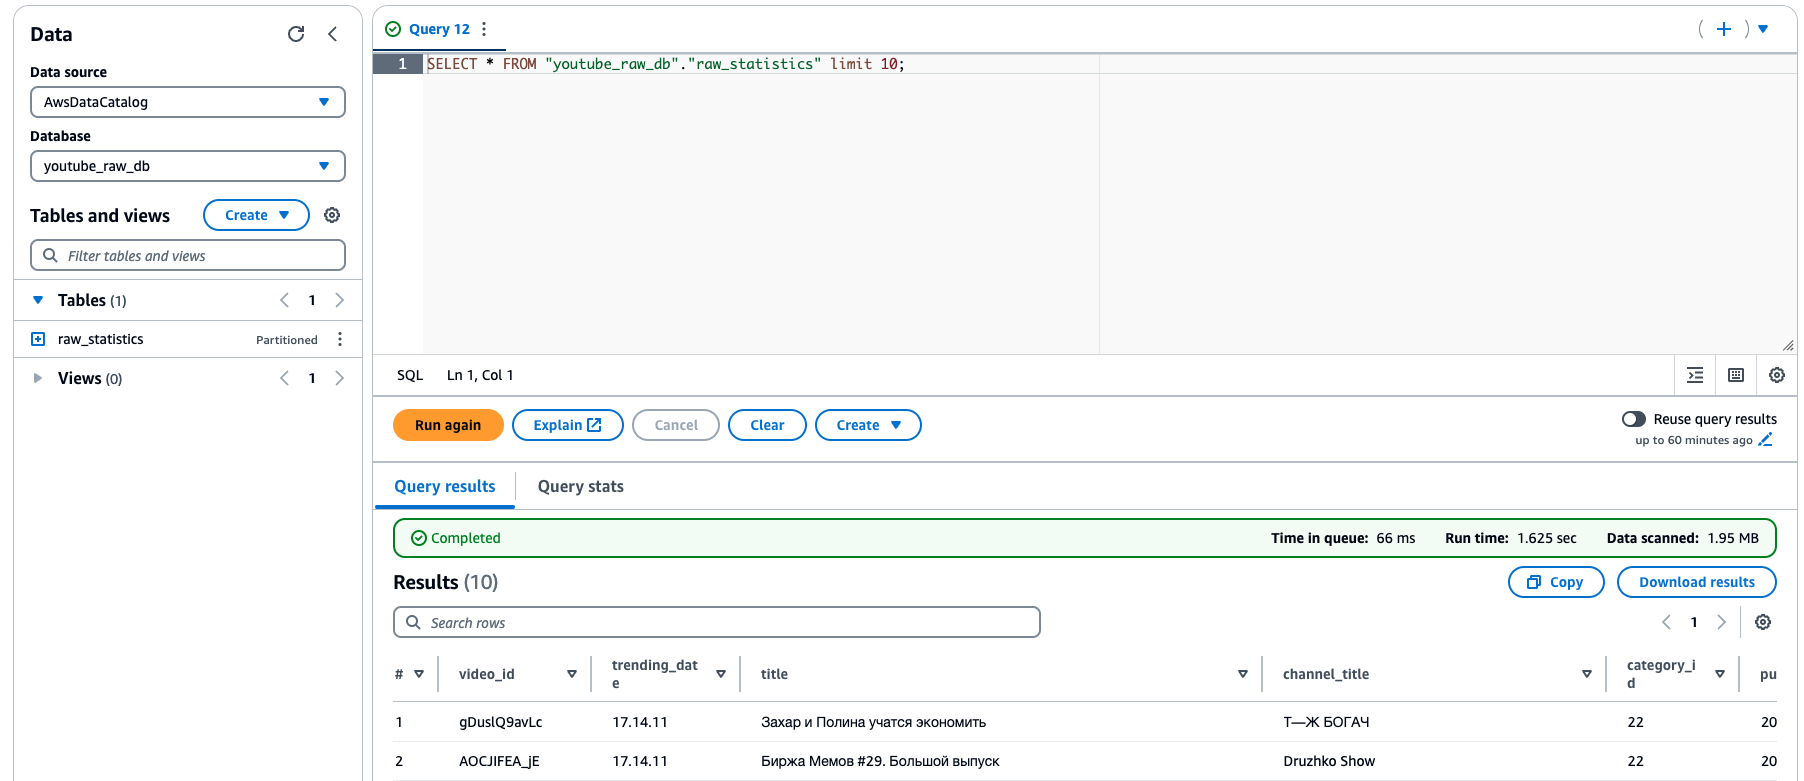 Data
Data source
AwsDataCatalog
Database
youtube_raw_db
Tables and views
Create
Filter tables and views
Tables (1)
1
raw_statistics
Partitioned
Views (0)
1
Query 12
1
SELECT * FROM "youtube_raw_db"."raw_statistics" limit 10;
SQL Ln 1, Col 1
Run again
Explain
Cancel
Clear
Create
Reuse query results
up to 60 minutes ago
Query results
Query stats
Completed
Time in queue: 66 ms
Run time: 1.625 sec
Data scanned: 1.95 MB
Results (10)
Copy
Download results
Search rows
1
# video_id trending_dat
e title channel_title category_i
d pu
1 gDuslQ9avLc 17.14.11 Захар и Полина учатся экономить Т—Ж БОГАЧ 22 20
2 AOCJIFEA_jE 17.14.11 Биржа Мемов #29. Большой выпуск Druzhko Show 22 20